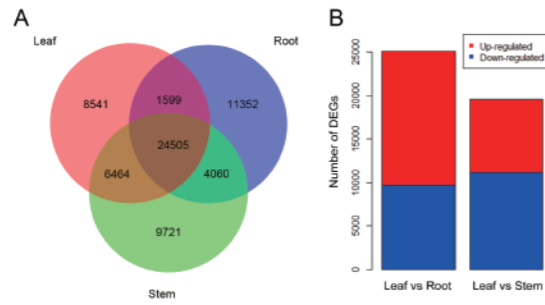 A
Leaf
Root
8541
1599
11352
24505
6464
4060
9721
Stem
B
Up-regulated
Down-regulated
Number of DEGs
0
5000
10000
15000
20000
25000
Leaf vs Root
Leaf vs Stem